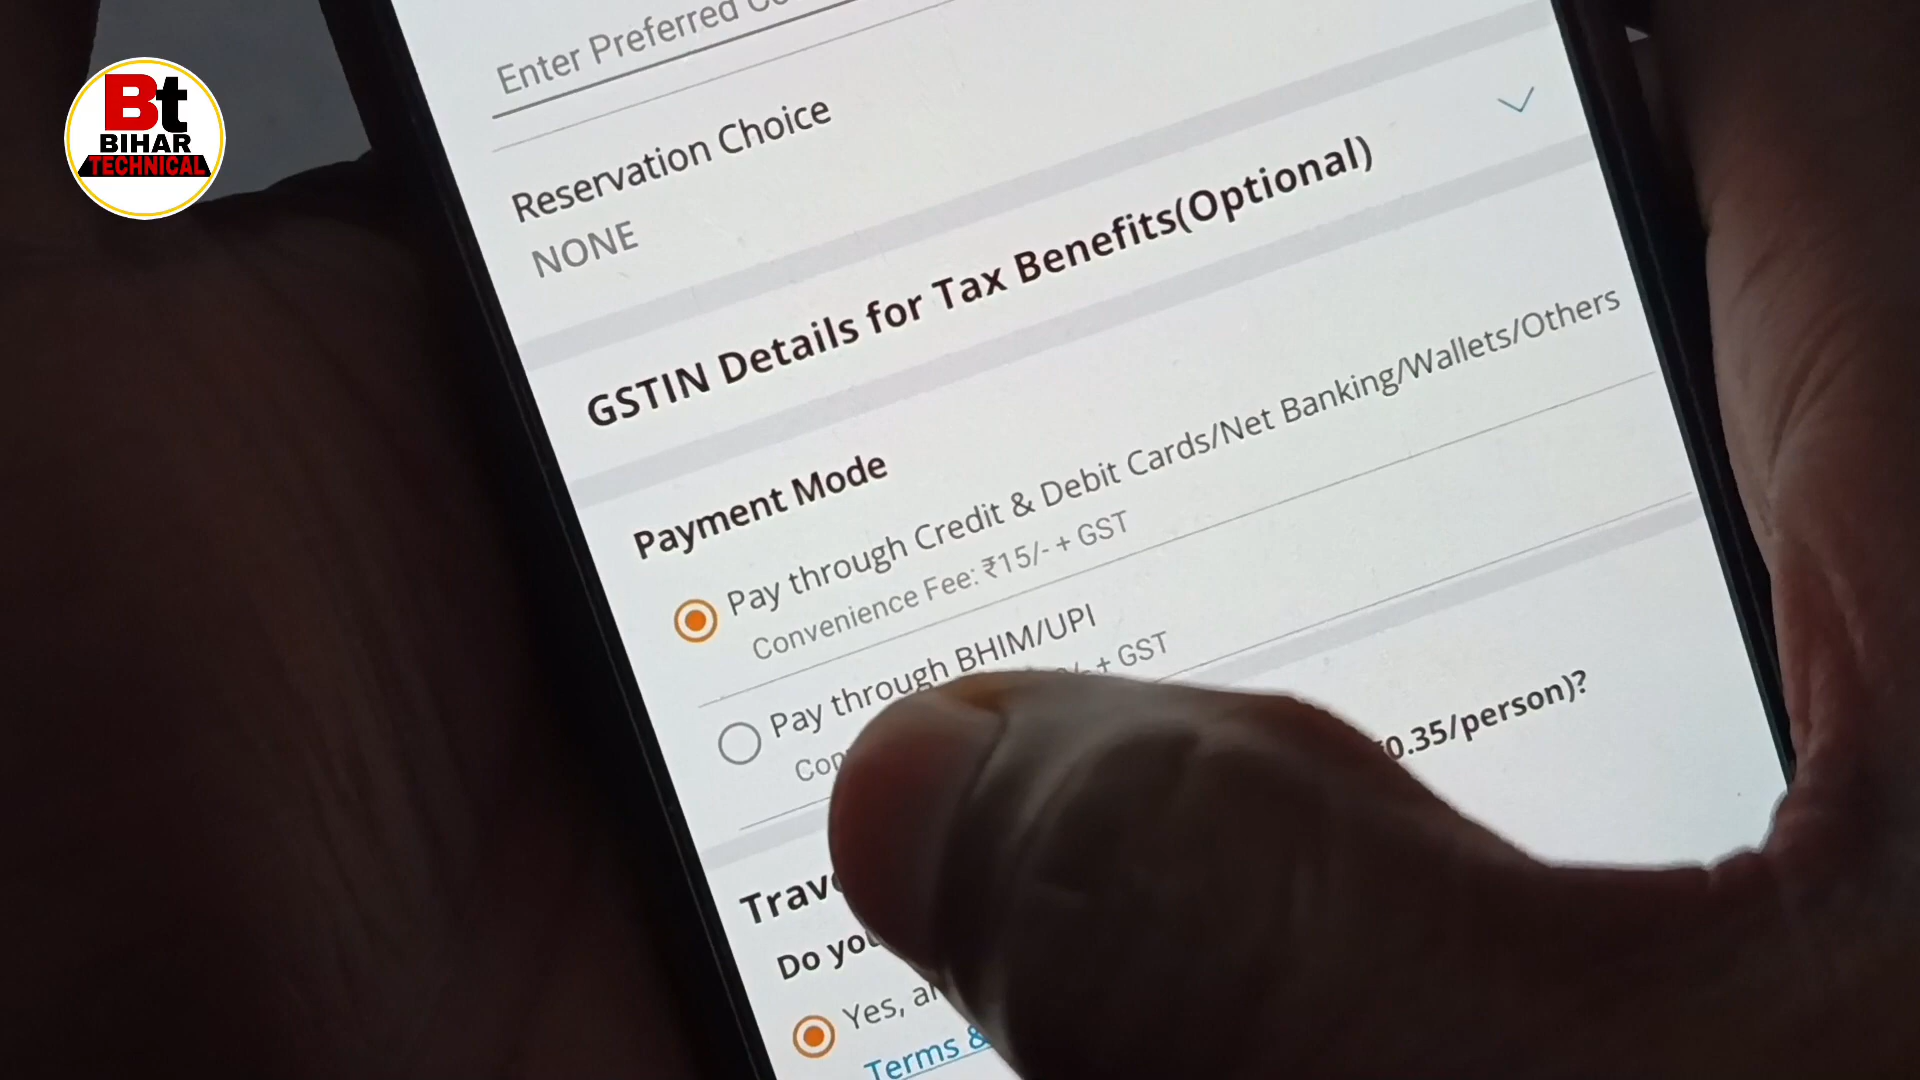 Bt
BIHAR
TECHNICAL
Enter Preferred
Reservation Choice
NONE
GSTIN Details for Tax Benefits(Optional)
Payment Mode
Pay through Credit & Debit Cards/Net Banking/Wallets/Others
Convenience Fee: ₹15/- + GST
Pay through BHIM/UPI
+ GST
0.35/person)?
Do
Yes,
Terms &